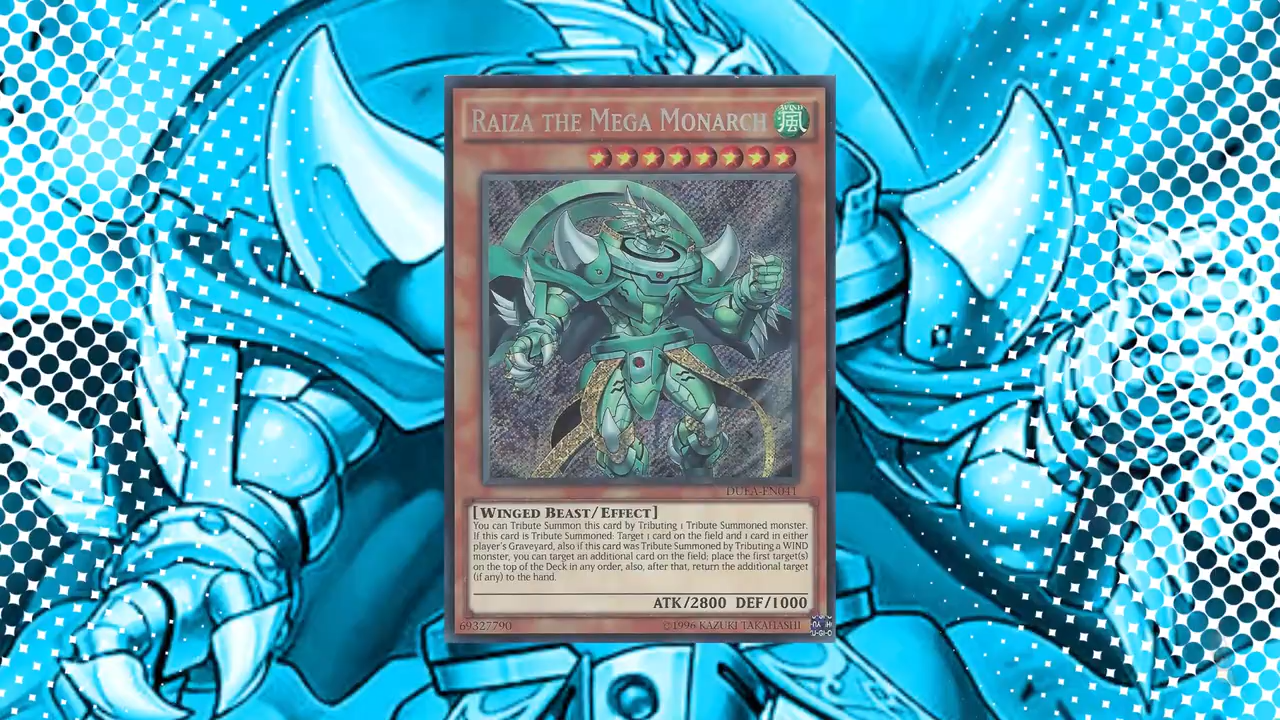 RAIZA THE MEGA MONARCH
WIND
風
DUEA-EN041
[WINGED BEAST/EFFECT]
You can Tribute Summon this card by Tributing 1 Tribute Summoned monster.
If this card is Tribute Summoned: Target 1 card on the field and 1 card in either
player's Graveyard, also if this card was Tribute Summoned by Tributing a WIND
monster, you can target an additional card on the field; place the first target(s)
on the top of the Deck in any order, also, after that, return the additional target
(if any) to the hand.
ATK/2800 DEF/1000
69327790
©1996 KAZUKI TAKAHASHI